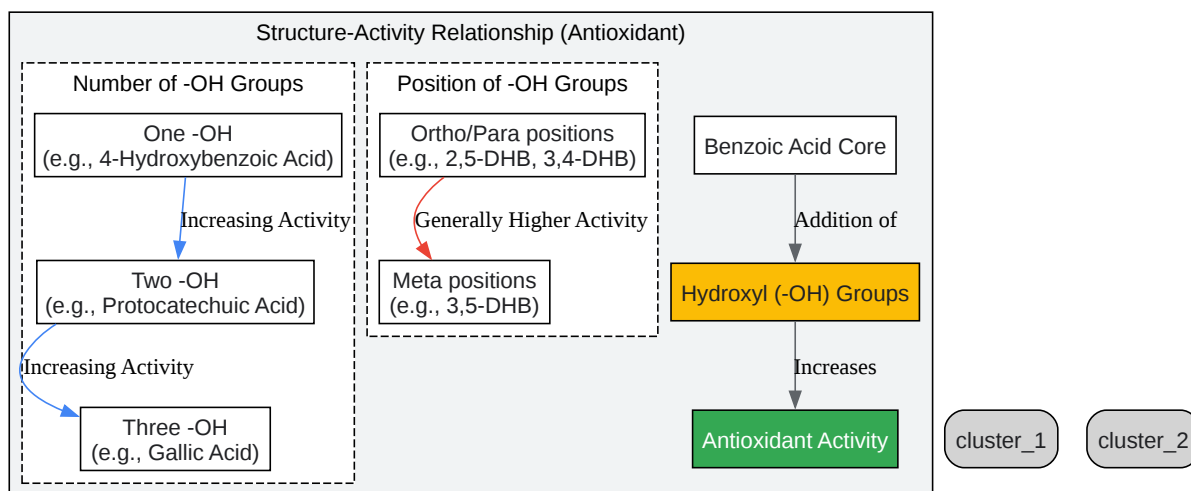 Structure-Activity Relationship (Antioxidant)
Number of -OH Groups
One -OH
(e.g., 4-Hydroxybenzoic Acid)
Increasing Activity
Two -OH
(e.g., Protocatechuic Acid)
Increasing Activity
Three -OH
(e.g., Gallic Acid)
Position of -OH Groups
Ortho/Para positions
(e.g., 2,5-DHB, 3,4-DHB)
Generally Higher Activity
Meta positions
(e.g., 3,5-DHB)
Benzoic Acid Core
Addition of
Hydroxyl (-OH) Groups
Increases
Antioxidant Activity
cluster_1
cluster_2